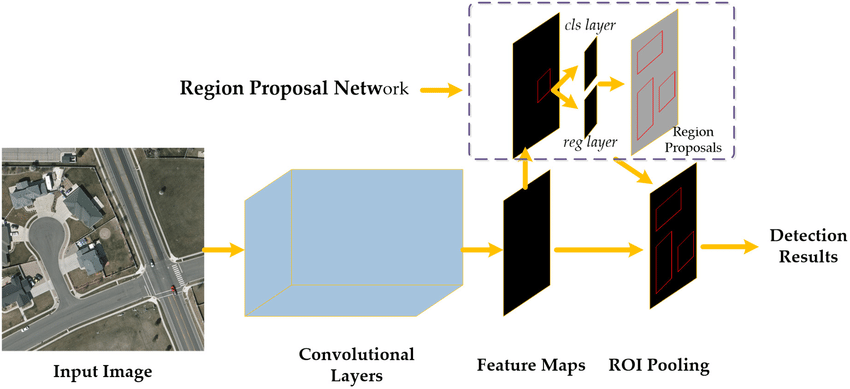 cls layer
Region Proposal Network
reg layer
Region
Proposals
Detection
Results
Input Image
Convolutional
Layers
Feature Maps
ROI Pooling